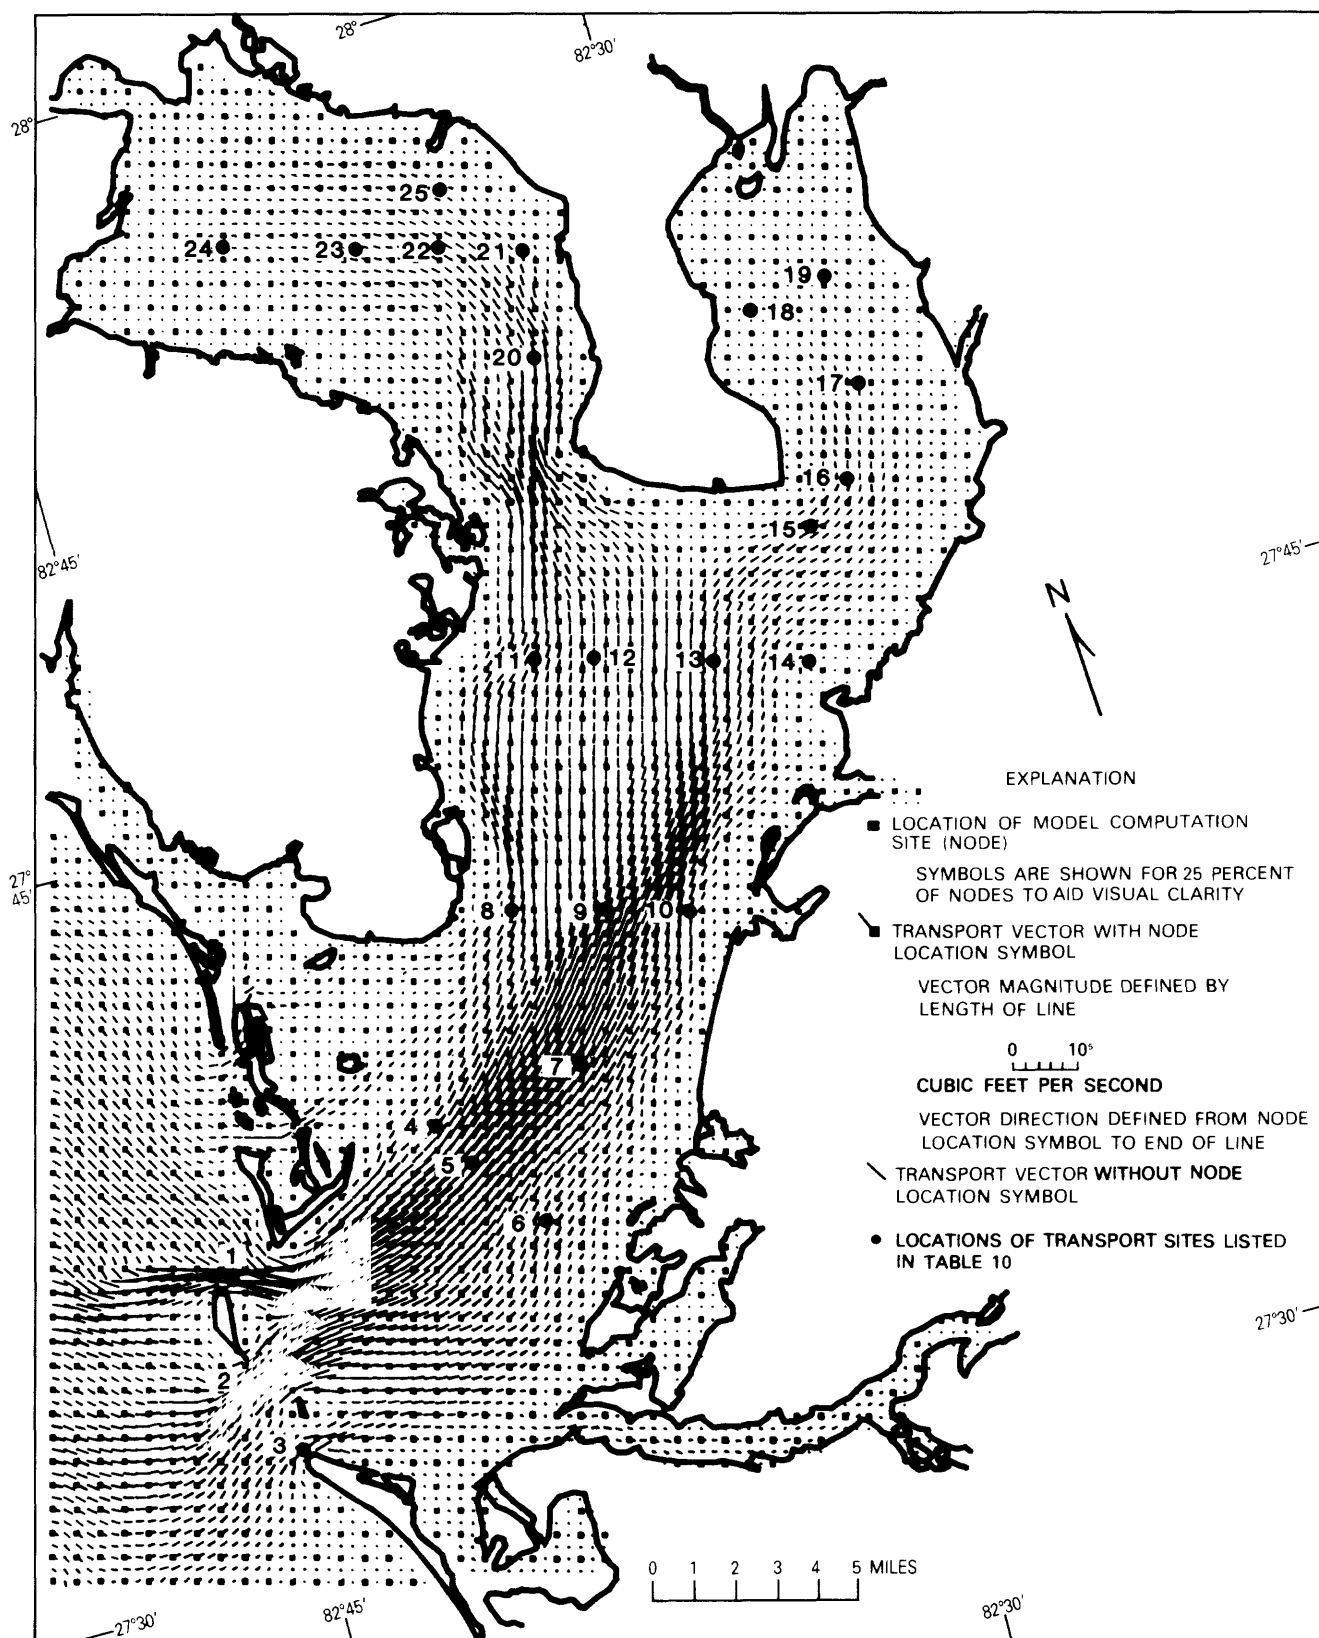 28°
82°30'
28°
25
24
23
22
21
19
18
20
17
16
15
82°45'
27°45'
N
11
12
13
14
EXPLANATION
LOCATION OF MODEL COMPUTATION
SITE (NODE)
SYMBOLS ARE SHOWN FOR 25 PERCENT
OF NODES TO AID VISUAL CLARITY
27°
45'
8
9
10
TRANSPORT VECTOR WITH NODE
LOCATION SYMBOL
VECTOR MAGNITUDE DEFINED BY
LENGTH OF LINE
0 10⁵
CUBIC FEET PER SECOND
7
4
5
VECTOR DIRECTION DEFINED FROM NODE
LOCATION SYMBOL TO END OF LINE
TRANSPORT VECTOR WITHOUT NODE
LOCATION SYMBOL
6
1
LOCATIONS OF TRANSPORT SITES LISTED
IN TABLE 10
27°30'
2
3
0 1 2 3 4 5 MILES
27°30'
82°45'
82°30'